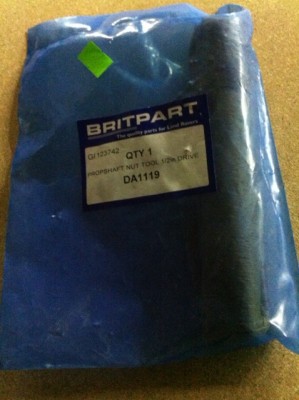 BRITPART
The quality parts for Land Rovers
QTY 1
PROPSHAFT NUT TOOL 1/2in DRIVE
DA1119